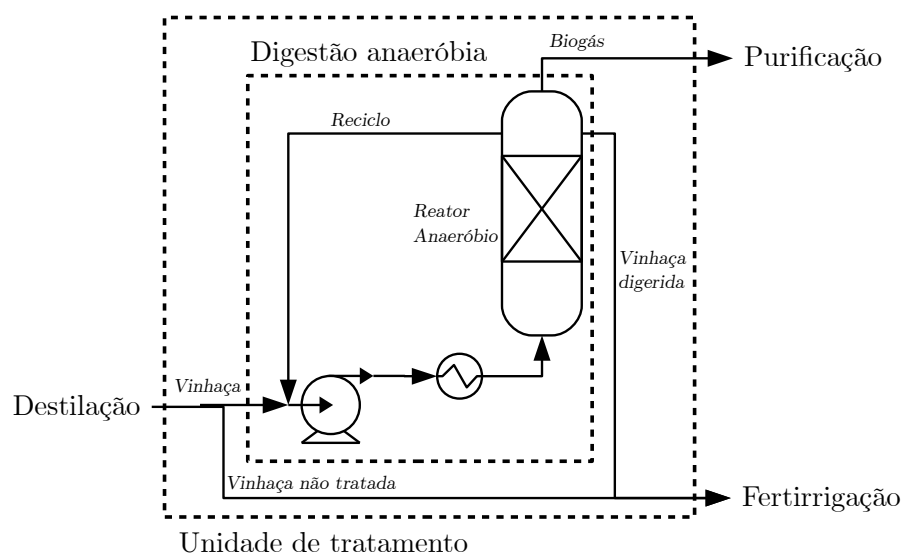 Biogás
Digestão anaeróbia
Purificação
Reciclo
Reator
Anaeróbio
Vinhaça
digerida
Vinhaça
Destilação
Vinhaça não tratada
Fertirrigação
Unidade de tratamento